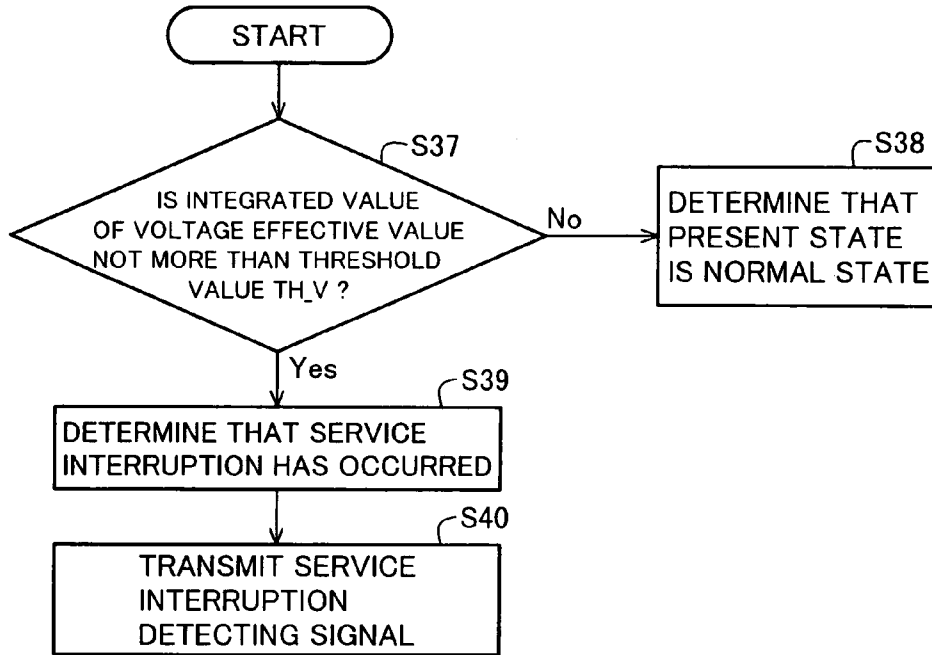 START
S37
IS INTEGRATED VALUE
OF VOLTAGE EFFECTIVE VALUE
NOT MORE THAN THRESHOLD
VALUE TH_V ?
No
S38
DETERMINE THAT
PRESENT STATE
IS NORMAL STATE
Yes
S39
DETERMINE THAT SERVICE
INTERRUPTION HAS OCCURRED
S40
TRANSMIT SERVICE
INTERRUPTION
DETECTING SIGNAL